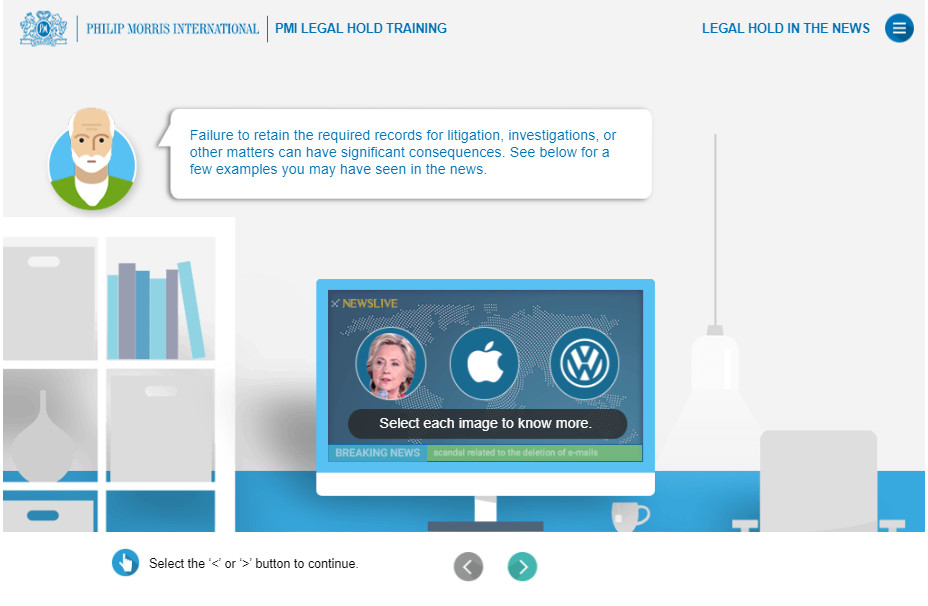 PM
PHILIP MORRIS INTERNATIONAL
PMI LEGAL HOLD TRAINING
LEGAL HOLD IN THE NEWS
Failure to retain the required records for litigation, investigations, or
other matters can have significant consequences. See below for a
few examples you may have seen in the news.
NEWSLIVE
Select each image to know more.
BREAKING NEWS
scandal related to the deletion of e-mails
Select the ‘<’ or ‘>’ button to continue.